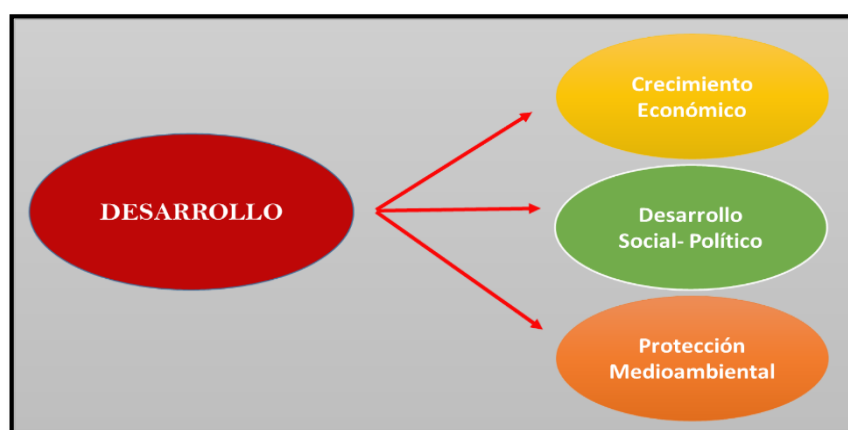 DESARROLLO
Crecimiento
Económico
Desarrollo
Social- Político
Protección
Medioambiental